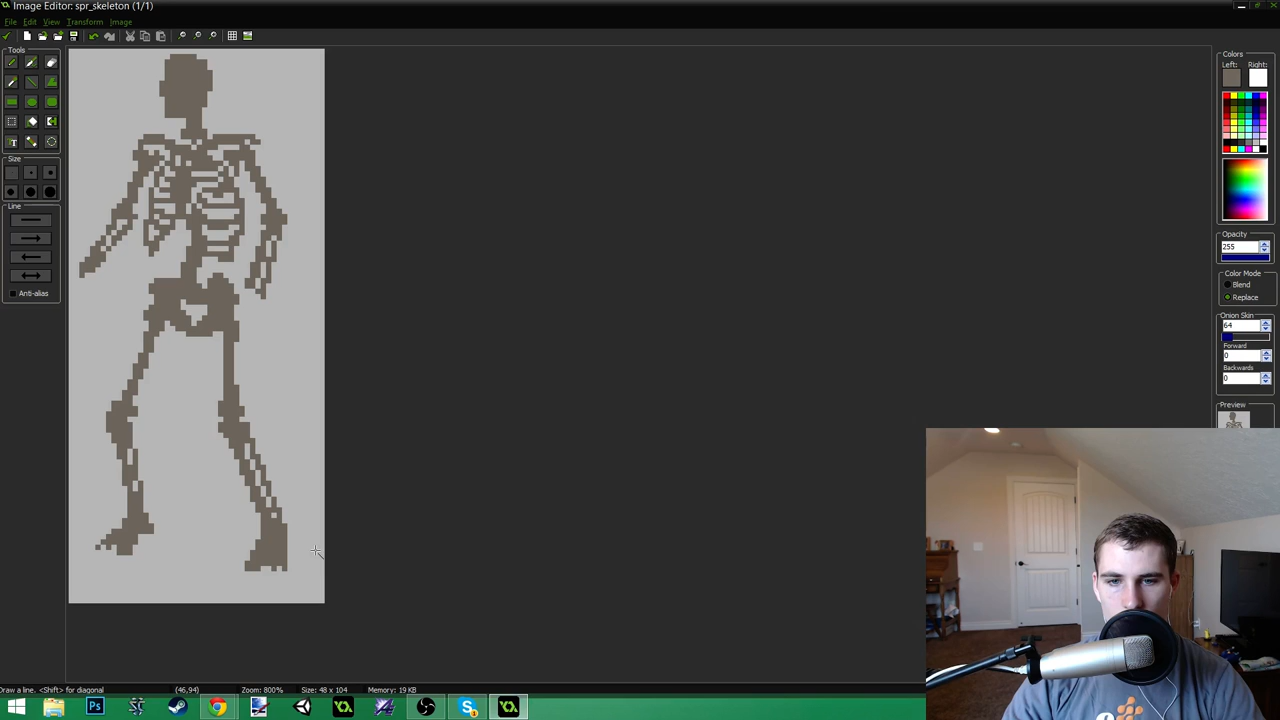 Image Editor: spr_skeleton (1/1)
File Edit View Transform Image
Tools
Size
Line
Anti-alias
Colors
Left: Right:
Opacity
255
Color Mode
Blend
Replace
Onion Skin
64
Forward
0
Backwards
0
Preview
Draw a line. <Shift> for diagonal (46,94) Zoom: 800% Size: 48 x 104 Memory: 19 KB